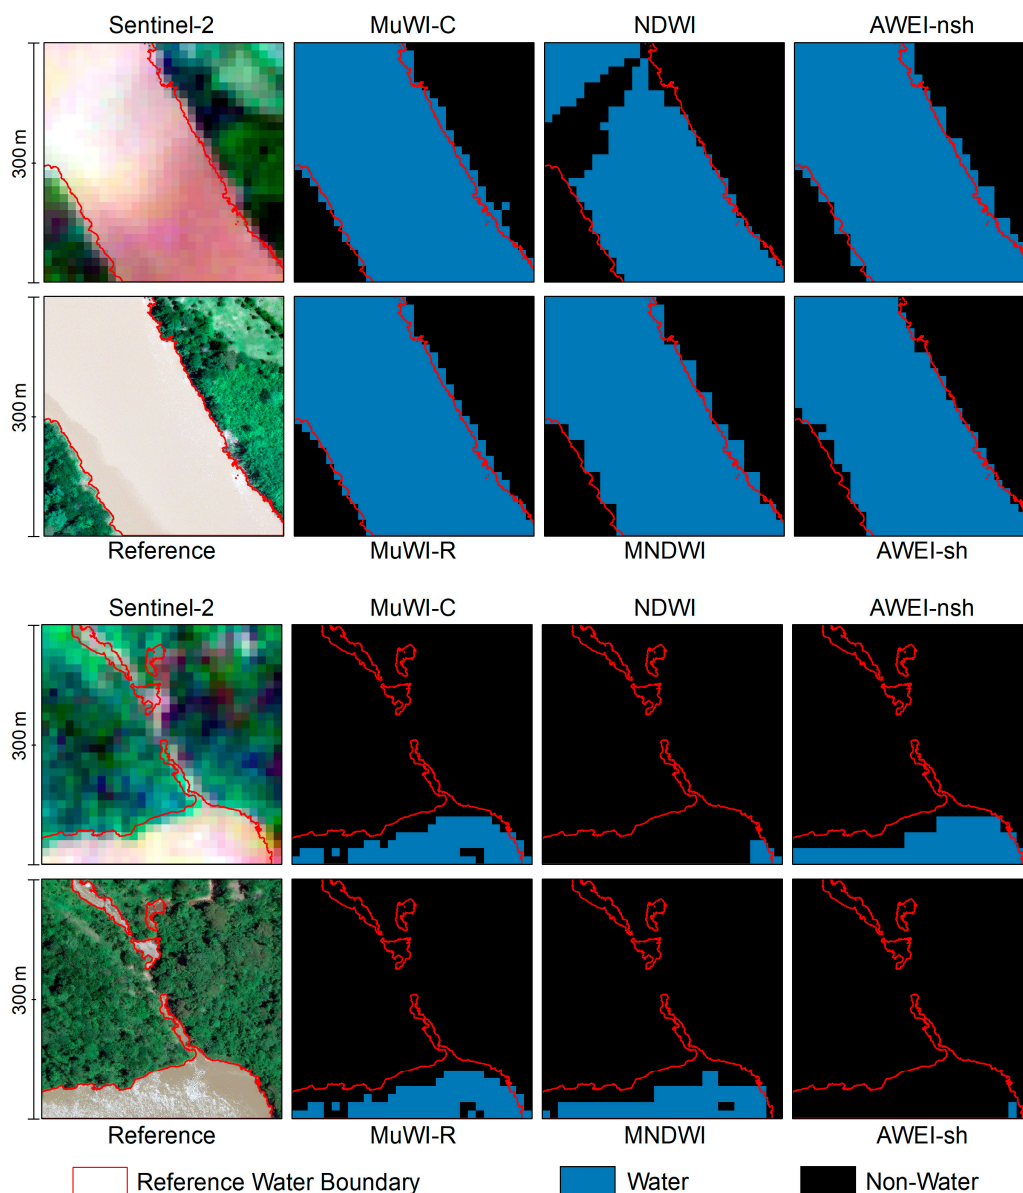 Sentinel-2 MuWI-C NDWI AWEI-nsh
300 m
300 m
Reference MuWI-R MNDWI AWEI-sh
Sentinel-2 MuWI-C NDWI AWEI-nsh
300 m
300 m
Reference MuWI-R MNDWI AWEI-sh
Reference Water Boundary Water Non-Water